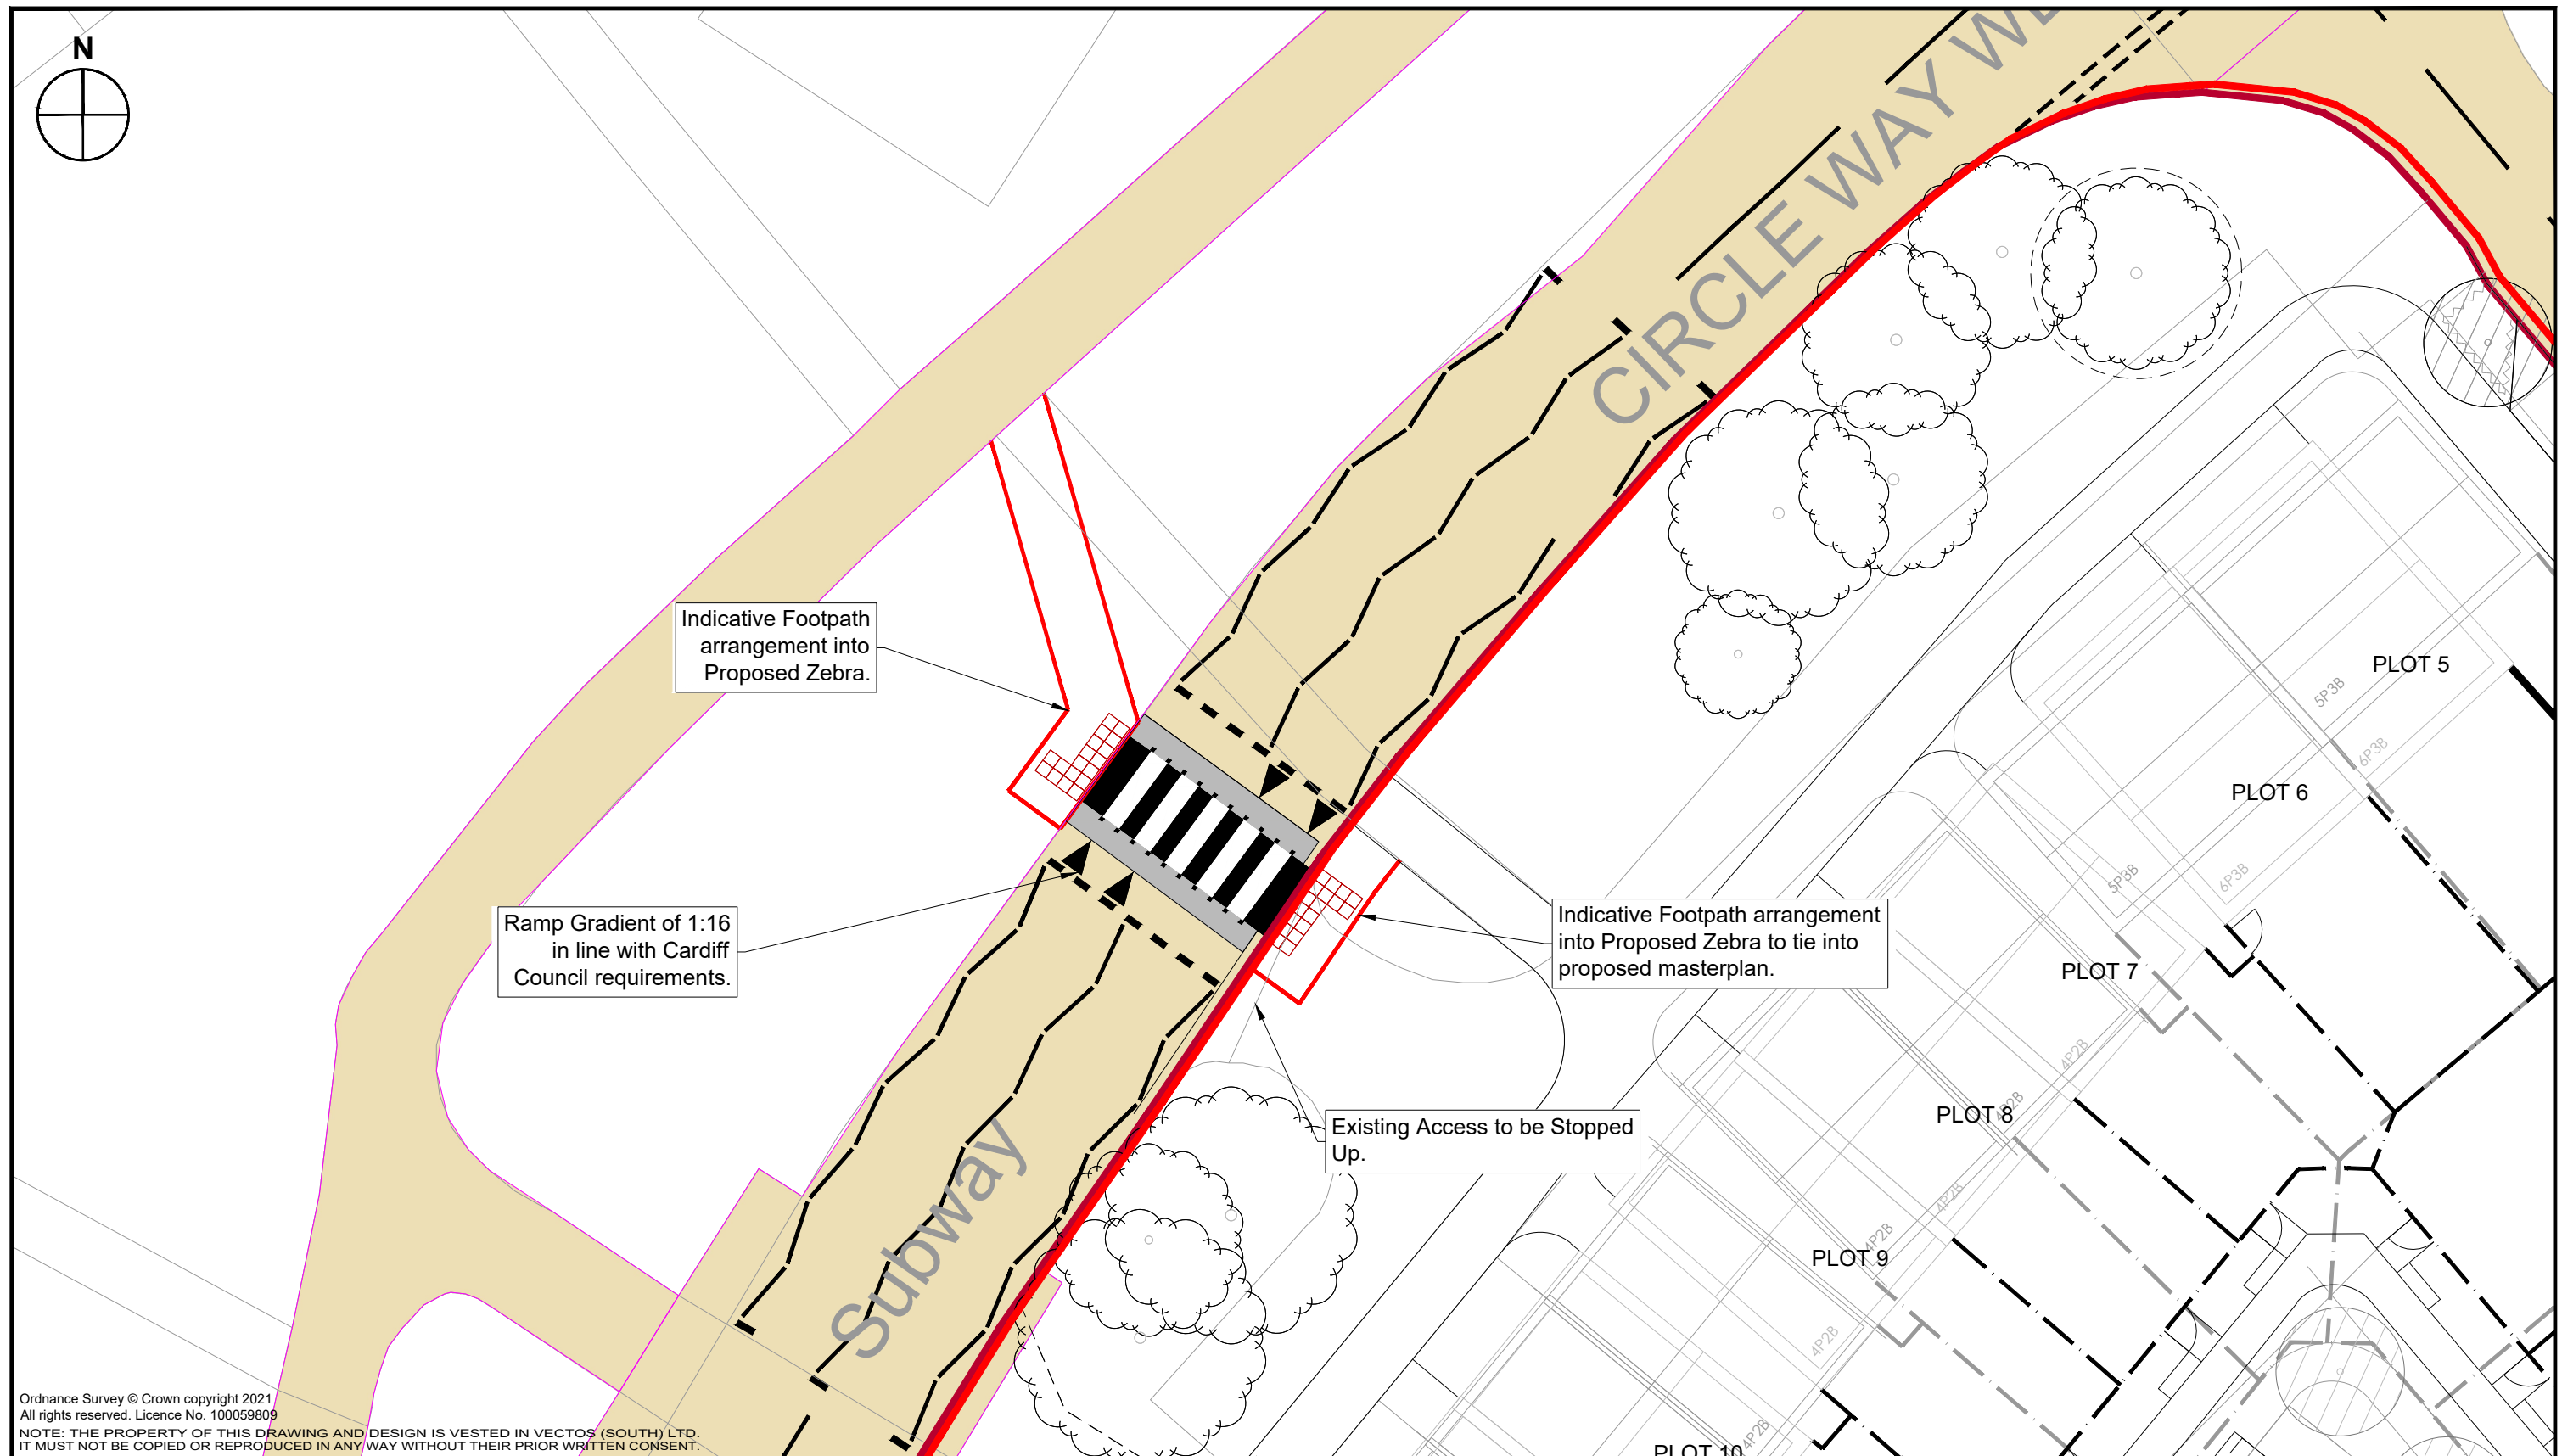 N
CIRCLE WAY WE
Indicative Footpath
arrangement into
Proposed Zebra.
PLOT 5
5P3B
6P3B
PLOT 6
5P3B
6P3B
Ramp Gradient of 1:16
in line with Cardiff
Council requirements.
Indicative Footpath arrangement
into Proposed Zebra to tie into
proposed masterplan.
PLOT 7
4P2B
4P2B
PLOT 8
Existing Access to be Stopped
Up.
Subway
4P2B
4P2B
PLOT 9
4P2B
4P2B
PLOT 10
Ordnance Survey © Crown copyright 2021
All rights reserved. Licence No. 100059809
NOTE: THE PROPERTY OF THIS DRAWING AND DESIGN IS VESTED IN VECTOS (SOUTH) LTD.
IT MUST NOT BE COPIED OR REPRODUCED IN ANY WAY WITHOUT THEIR PRIOR WRITTEN CONSENT.